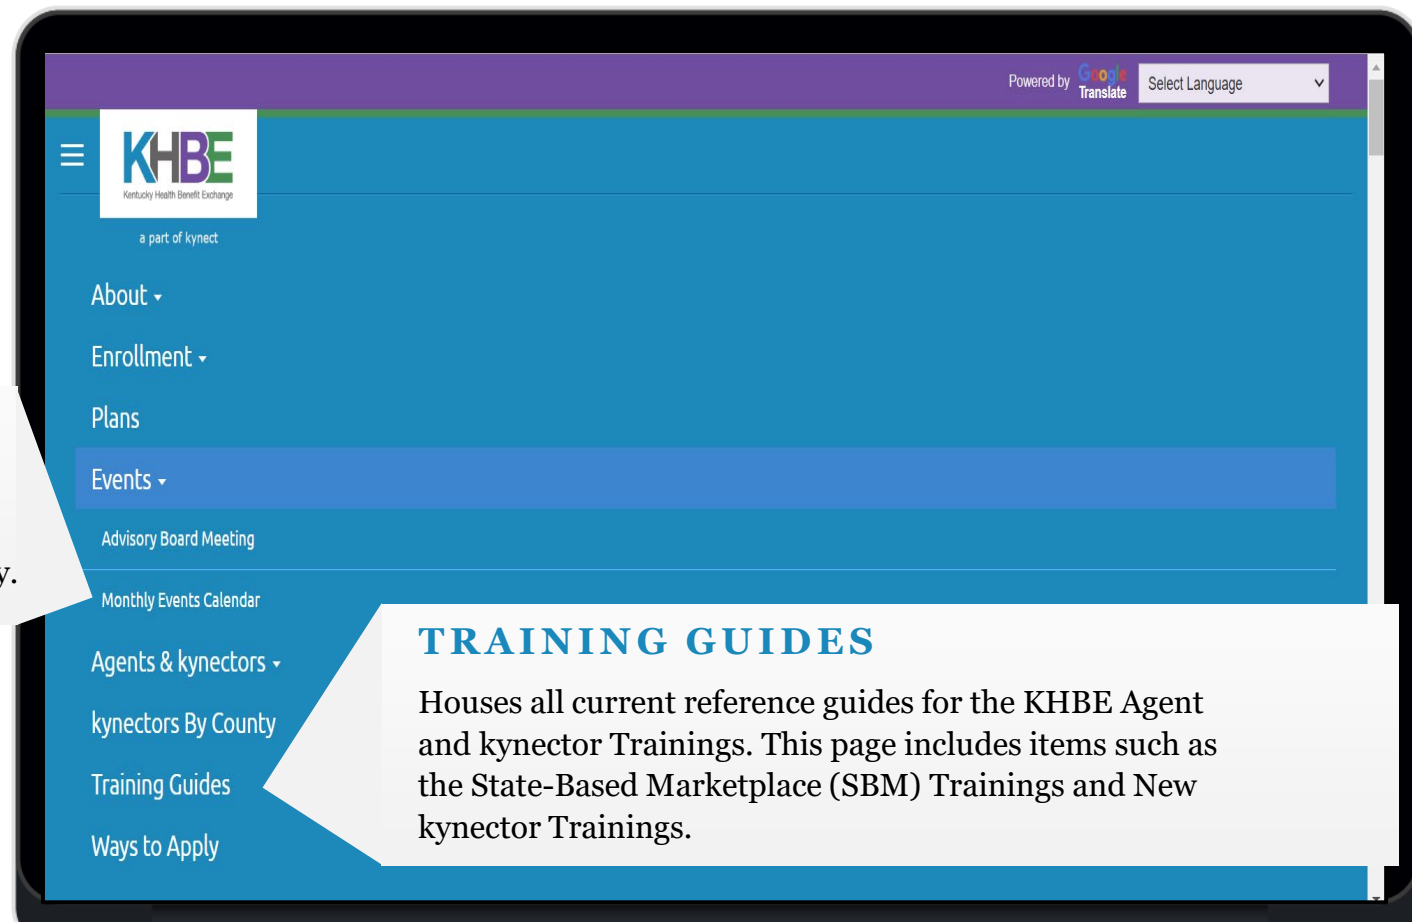 Powered by Google Translate
Select Language
KHBE
Kentucky Health Benefit Exchange
a part of kynect
About
Enrollment
Plans
Events
Advisory Board Meeting
Monthly Events Calendar
Agents & kynectors
kynectors By County
Training Guides
Ways to Apply
TRAINING GUIDES
Houses all current reference guides for the KHBE Agent
and kynector Trainings. This page includes items such as
the State-Based Marketplace (SBM) Trainings and New
kynector Trainings.